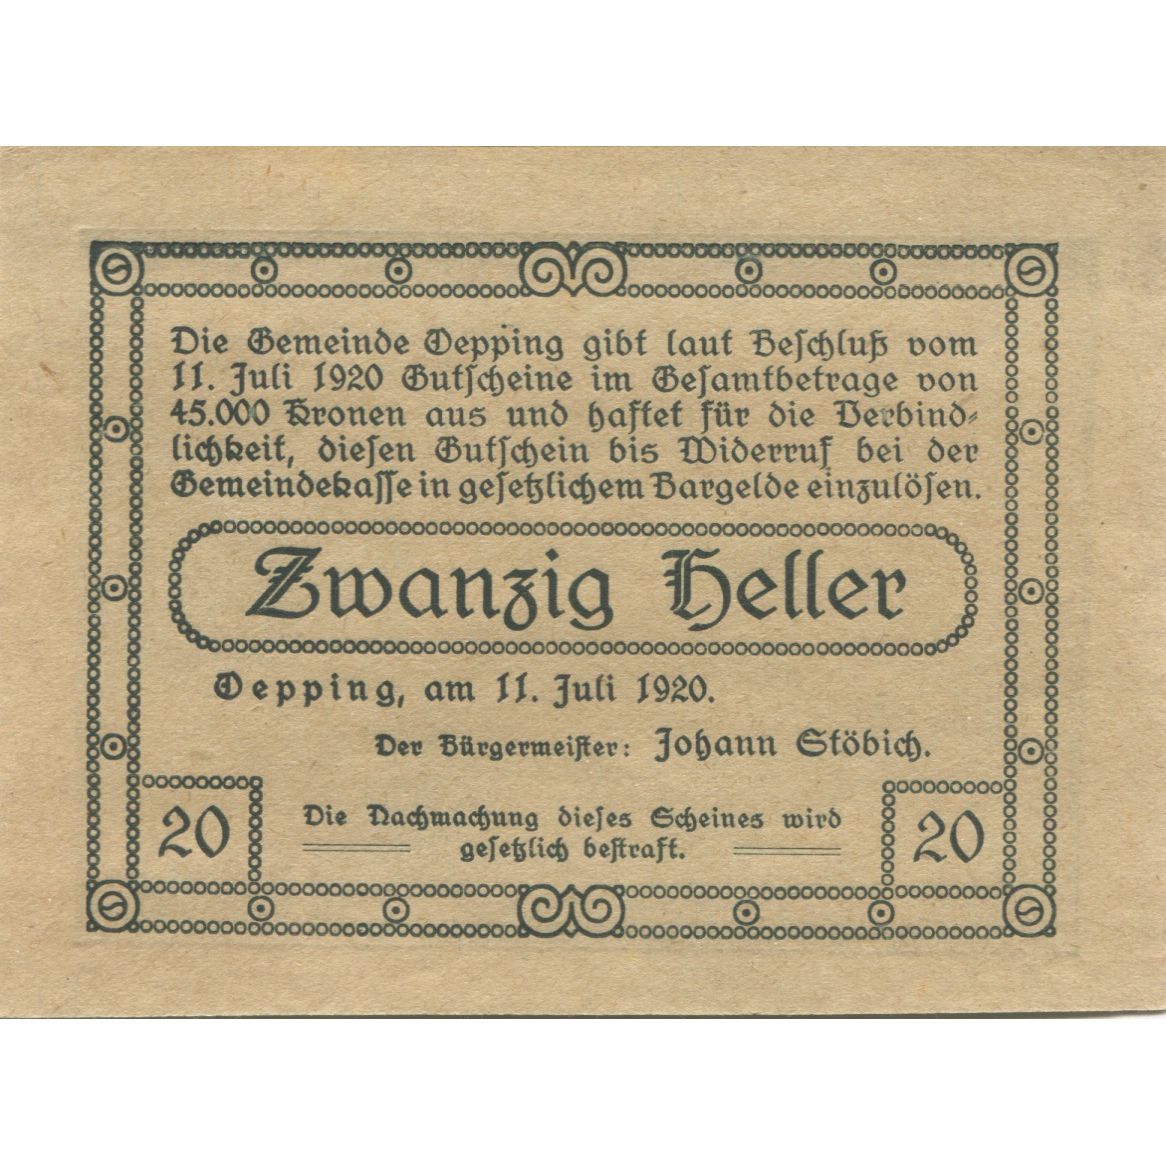 Die Gemeinde Oepping gibt laut Beschluß vom
11. Juli 1920 Gutscheine im Gesamtbetrage von
45.000 Kronen aus und haftet für die Verbind-
lichkeit, diesen Gutschein bis Widerruf bei der
Gemeindekasse in gesetzlichem Bargelde einzulösen.
Zwanzig Heller
Oepping, am 11. Juli 1920.
Der Bürgermeister: Johann Stöbich.
20
Die Nachmachung dieses Scheines wird
gesetzlich bestraft.
20